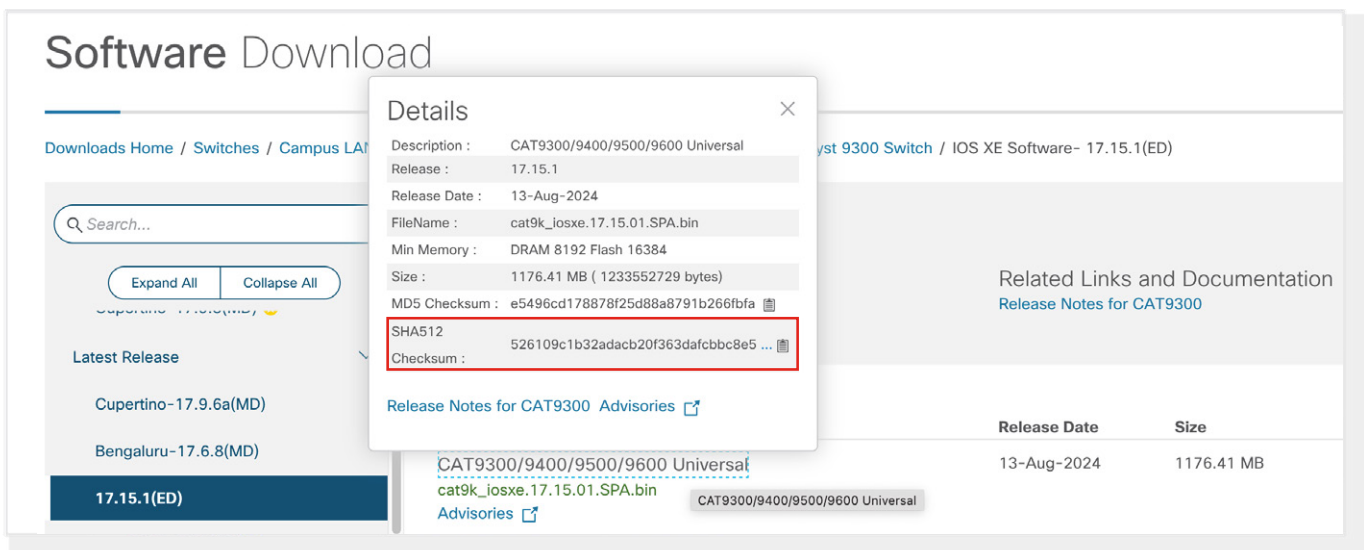 Software Download
Details
Downloads Home / Switches / Campus LA
yst 9300 Switch / IOS XE Software- 17.15.1(ED)
Description : CAT9300/9400/9500/9600 Universal
Release : 17.15.1
Release Date : 13-Aug-2024
FileName : cat9k_iosxe.17.15.01.SPA.bin
Min Memory : DRAM 8192 Flash 16384
Size : 1176.41 MB ( 1233552729 bytes)
MD5 Checksum : e5496cd178878f25d88a8791b266fbfa
SHA512
Checksum :
526109c1b32adacb20f363dafcbbc8e5 ...
Release Notes for CAT9300 Advisories
Search...
Expand All
Collapse All
Latest Release
Cupertino-17.9.6a(MD)
Bengaluru-17.6.8(MD)
17.15.1(ED)
Related Links and Documentation
Release Notes for CAT9300
Release Date Size
CAT9300/9400/9500/9600 Universal
13-Aug-2024 1176.41 MB
cat9k_iosxe.17.15.01.SPA.bin
Advisories
CAT9300/9400/9500/9600 Universal